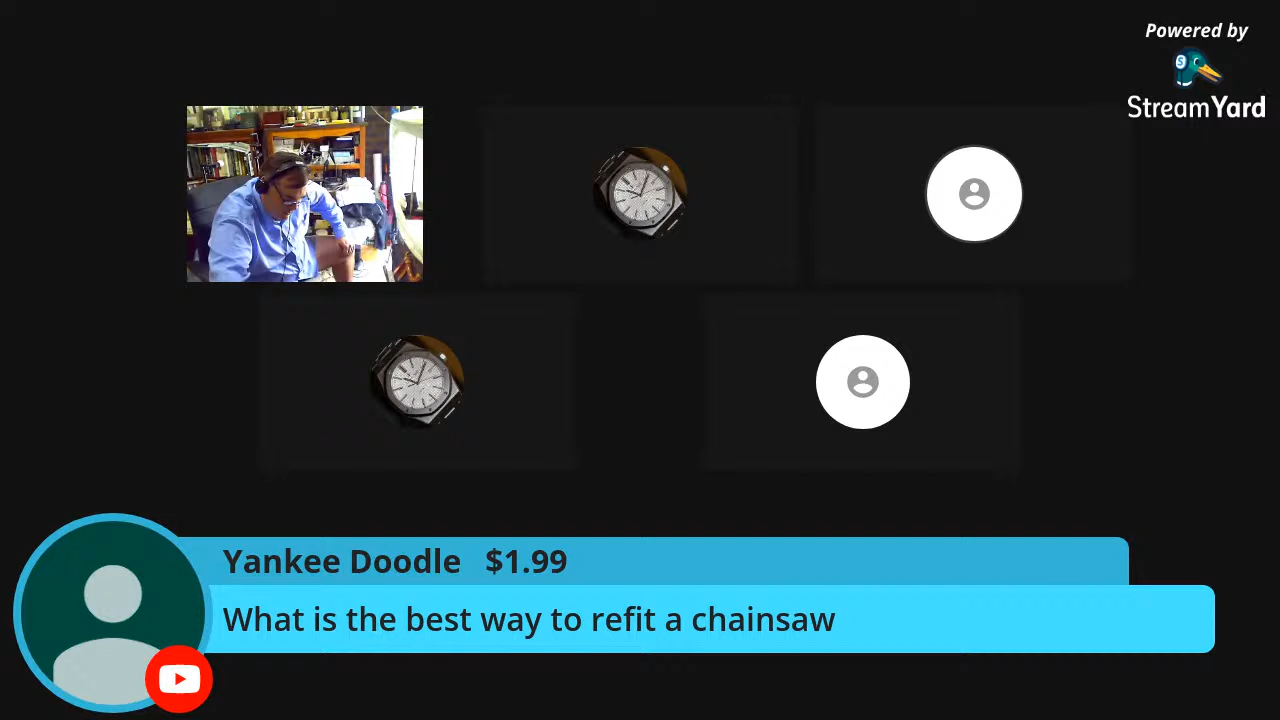 Powered by
StreamYard
Yankee Doodle $1.99
What is the best way to refit a chainsaw